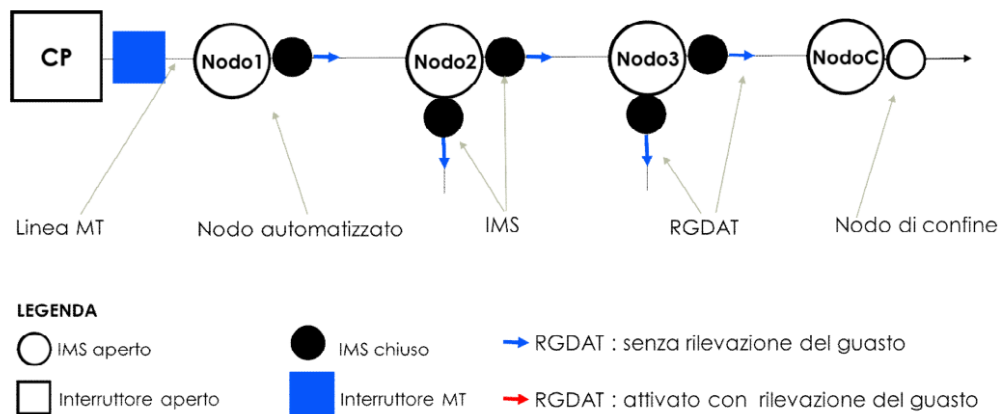 CP
Nodo1
Nodo2
Nodo3
NodoC
Linea MT
Nodo automatizzato
IMS
RGDAT
Nodo di confine
LEGENDA
IMS aperto
IMS chiuso
RGDAT : senza rilevazione del guasto
Interruttore aperto
Interruttore MT
RGDAT : attivato con rilevazione del guasto